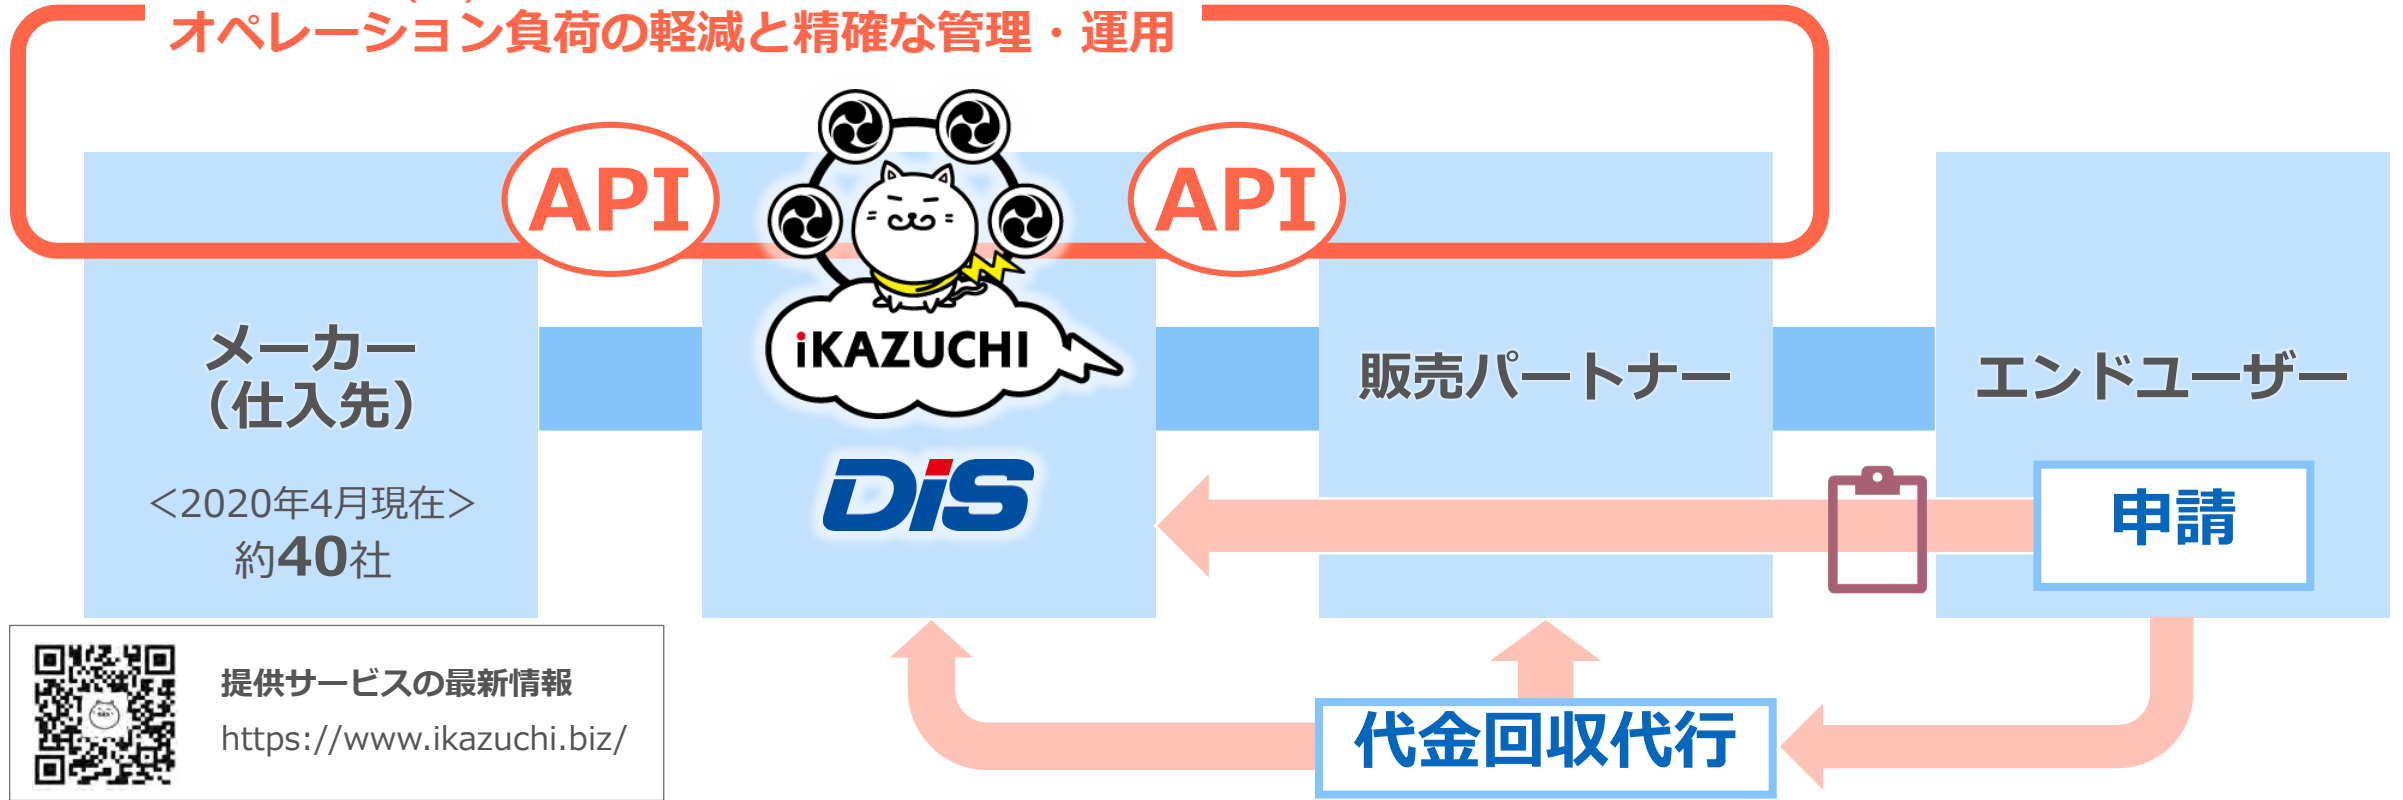 オペレーション負荷の軽減と精確な管理・運用
API
API
メーカー
（仕入先）
＜2020年4月現在＞
約40社
iKAZUCHI
DiS
販売パートナー
エンドユーザー
申請
代金回収代行
提供サービスの最新情報
https://www.ikazuchi.biz/